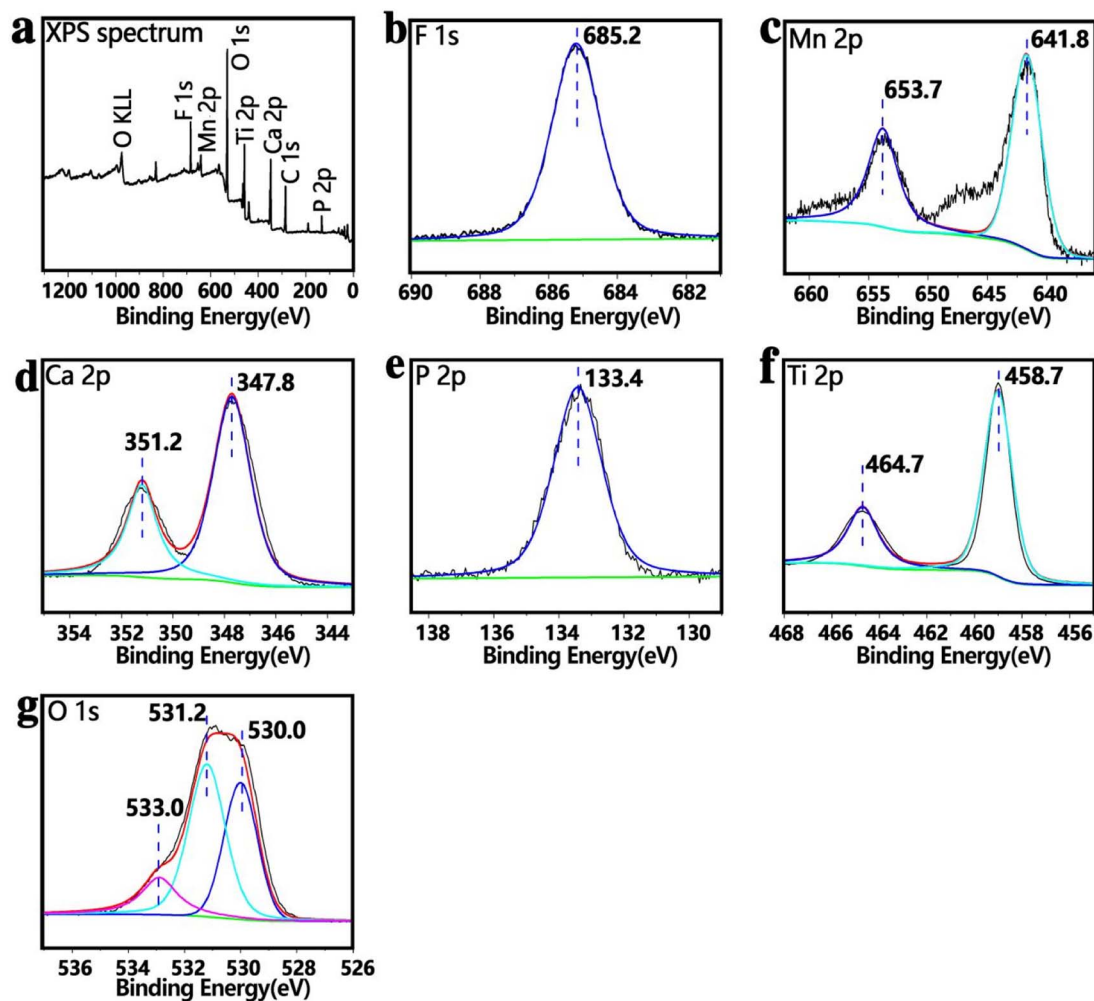 a XPS spectrum
O KLL
F 1s
Mn 2p
O 1s
Ti 2p
Ca 2p
C 1s
P 2p
1200 1000 800 600 400 200 0
Binding Energy(eV)
b F 1s
685.2
690 688 686 684 682
Binding Energy(eV)
c Mn 2p
641.8
653.7
660 655 650 645 640
Binding Energy(eV)
d Ca 2p
347.8
351.2
354 352 350 348 346 344
Binding Energy(eV)
e P 2p
133.4
138 136 134 132 130
Binding Energy(eV)
f Ti 2p
458.7
464.7
468 466 464 462 460 458 456
Binding Energy(eV)
g O 1s
531.2
530.0
533.0
536 534 532 530 528 526
Binding Energy(eV)